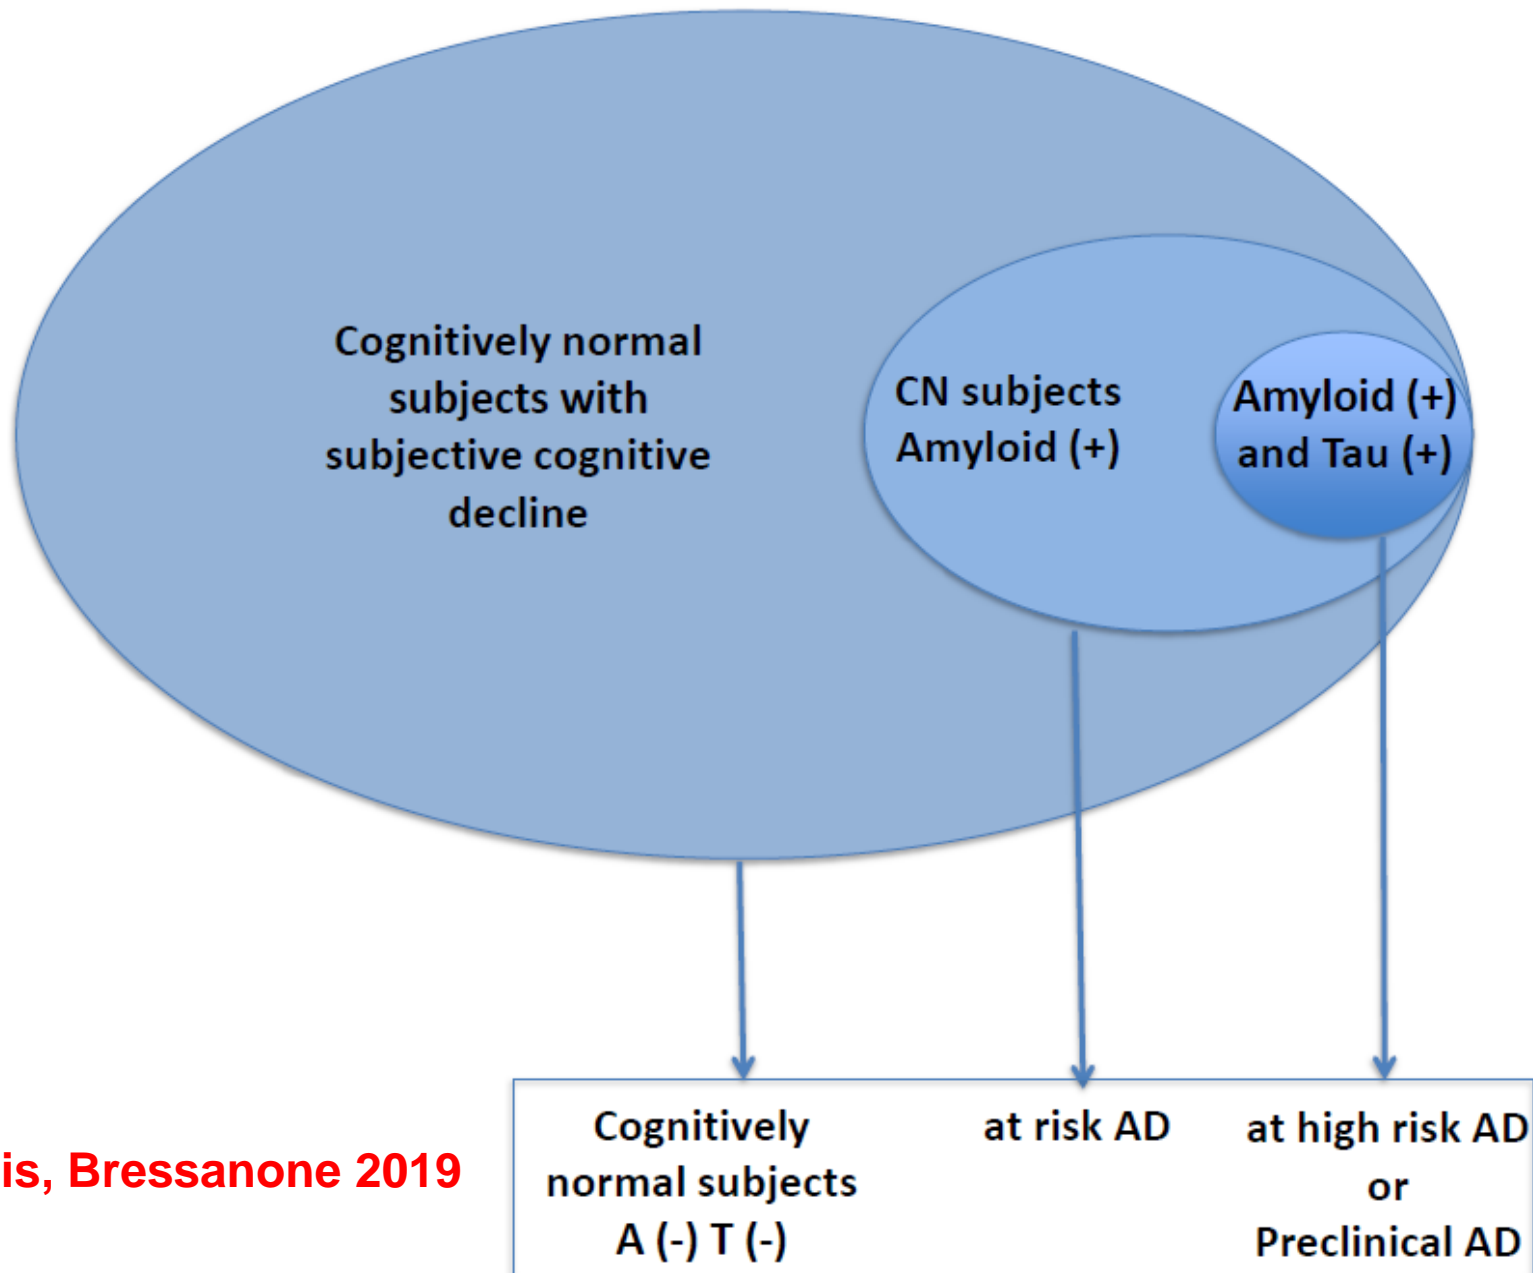 Cognitively normal
subjects with
subjective cognitive
decline
CN subjects
Amyloid (+)
Amyloid (+)
and Tau (+)
Cognitively
normal subjects
A (-) T (-)
at risk AD
at high risk AD
or
Preclinical AD
Bressanone 2019